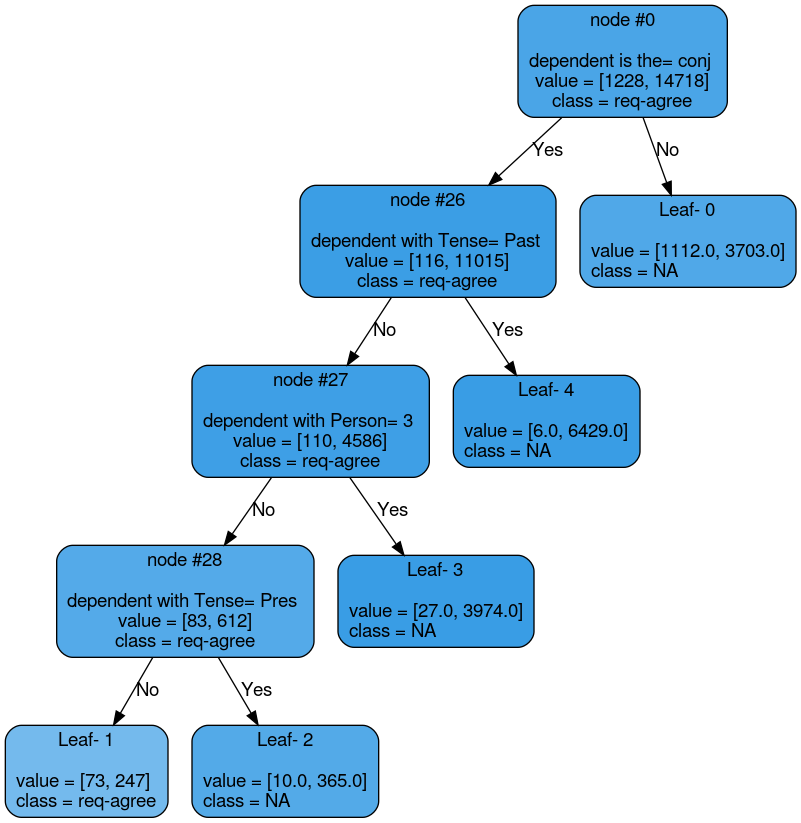 node #0
dependent is the= conj
value = [1228, 14718]
class = req-agree
Yes
No
node #26
dependent with Tense= Past
value = [116, 11015]
class = req-agree
Leaf- 0
value = [1112.0, 3703.0]
class = NA
No
Yes
node #27
dependent with Person= 3
value = [110, 4586]
class = req-agree
Leaf- 4
value = [6.0, 6429.0]
class = NA
No
Yes
node #28
dependent with Tense= Pres
value = [83, 612]
class = req-agree
Leaf- 3
value = [27.0, 3974.0]
class = NA
No
Yes
Leaf- 1
value = [73, 247]
class = req-agree
Leaf- 2
value = [10.0, 365.0]
class = NA